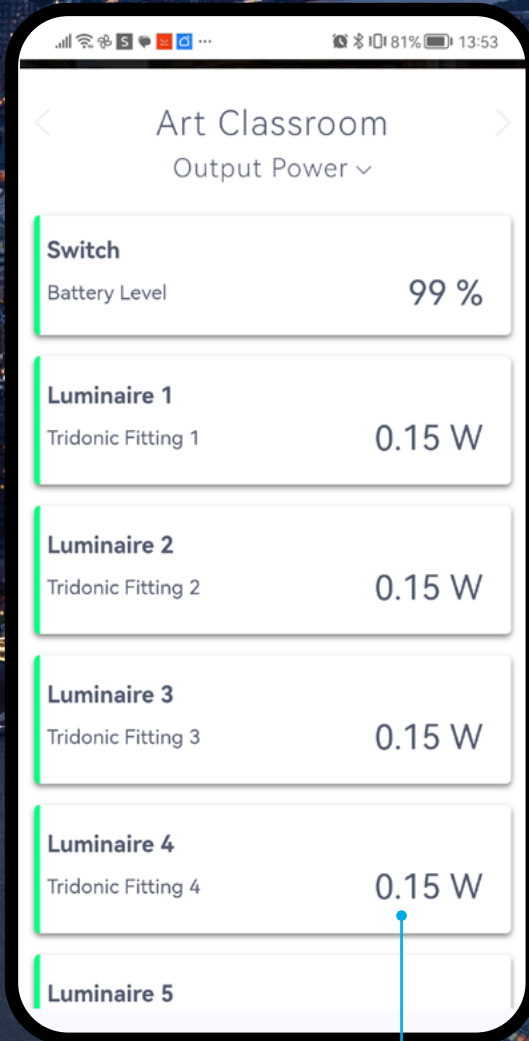 81% 13:53
Art Classroom
Output Power
Switch
Battery Level
99 %
Luminaire 1
Tridonic Fitting 1
0.15 W
Luminaire 2
Tridonic Fitting 2
0.15 W
Luminaire 3
Tridonic Fitting 3
0.15 W
Luminaire 4
Tridonic Fitting 4
0.15 W
Luminaire 5